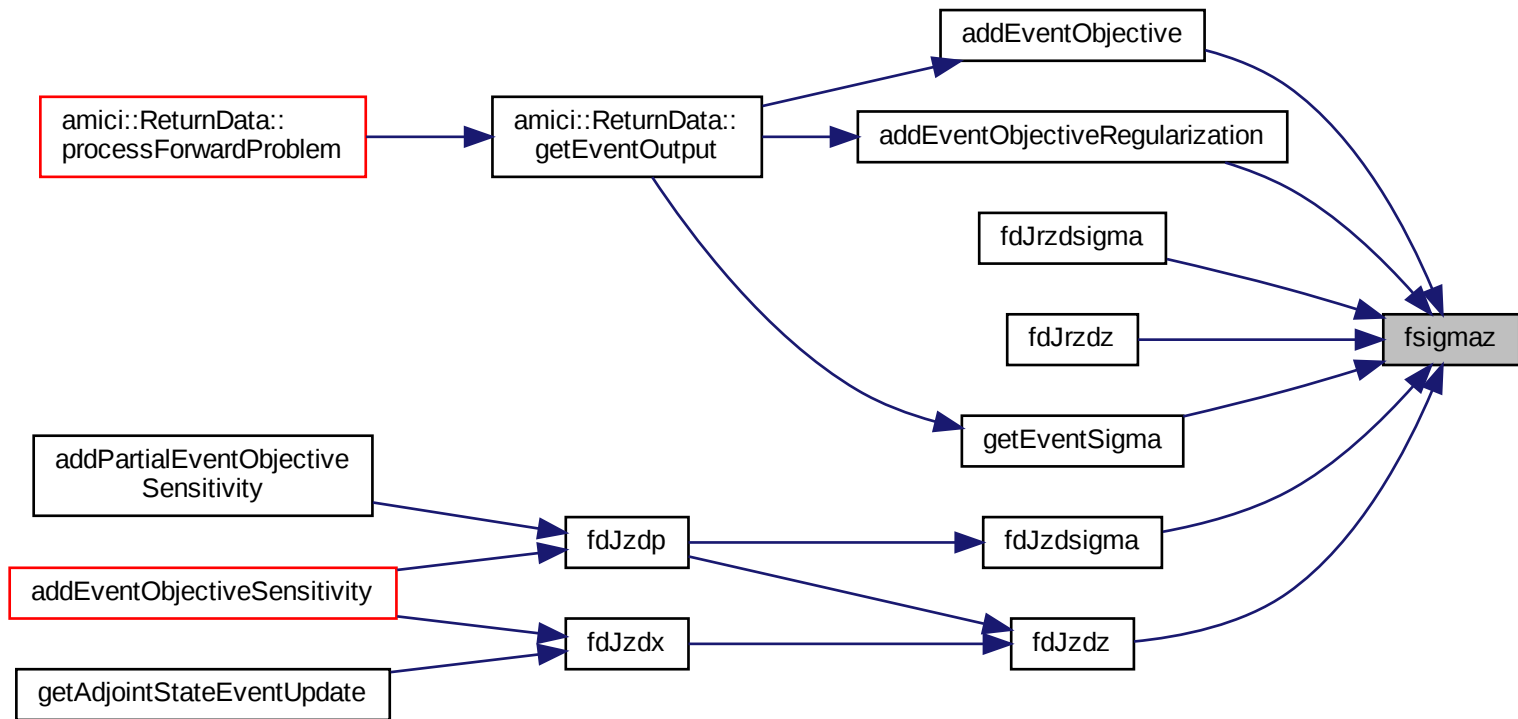 addEventObjective
amici::ReturnData::
processForwardProblem
amici::ReturnData::
getEventOutput
addEventObjectiveRegularization
fdJrzdsigma
fdJrzdz
fsigmaz
getEventSigma
addPartialEventObjective
Sensitivity
fdJzdp
fdJzdsigma
addEventObjectiveSensitivity
fdJzdx
fdJzdz
getAdjointStateEventUpdate